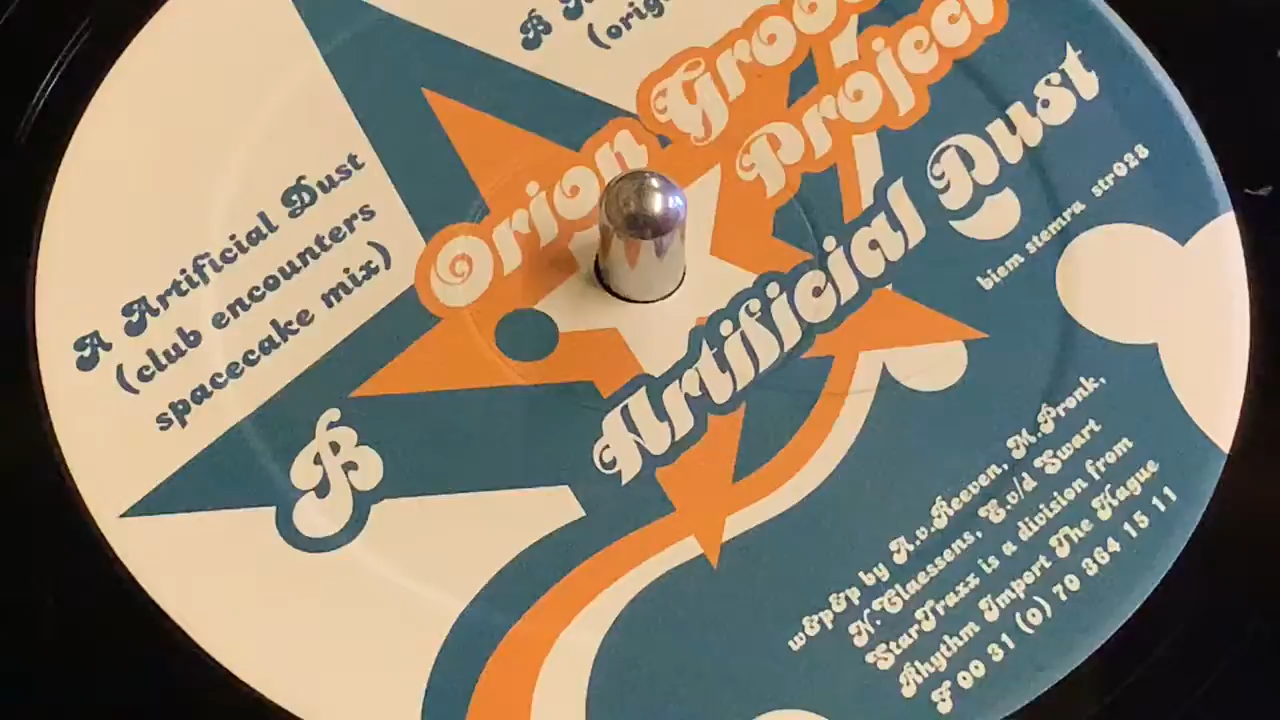 B
(orig
Orion Groo
Project
Artificial Dust
A Artificial Dust
(club encounters
spacecake mix)
biem stemra str028
B
w&p&p by A.v.Reeven, M.Pronk,
N.Claessens, E.v/d Swart
StarTraxx is a division from
Rhythm Import The Hague
F 00 31 (0) 70 364 15 11